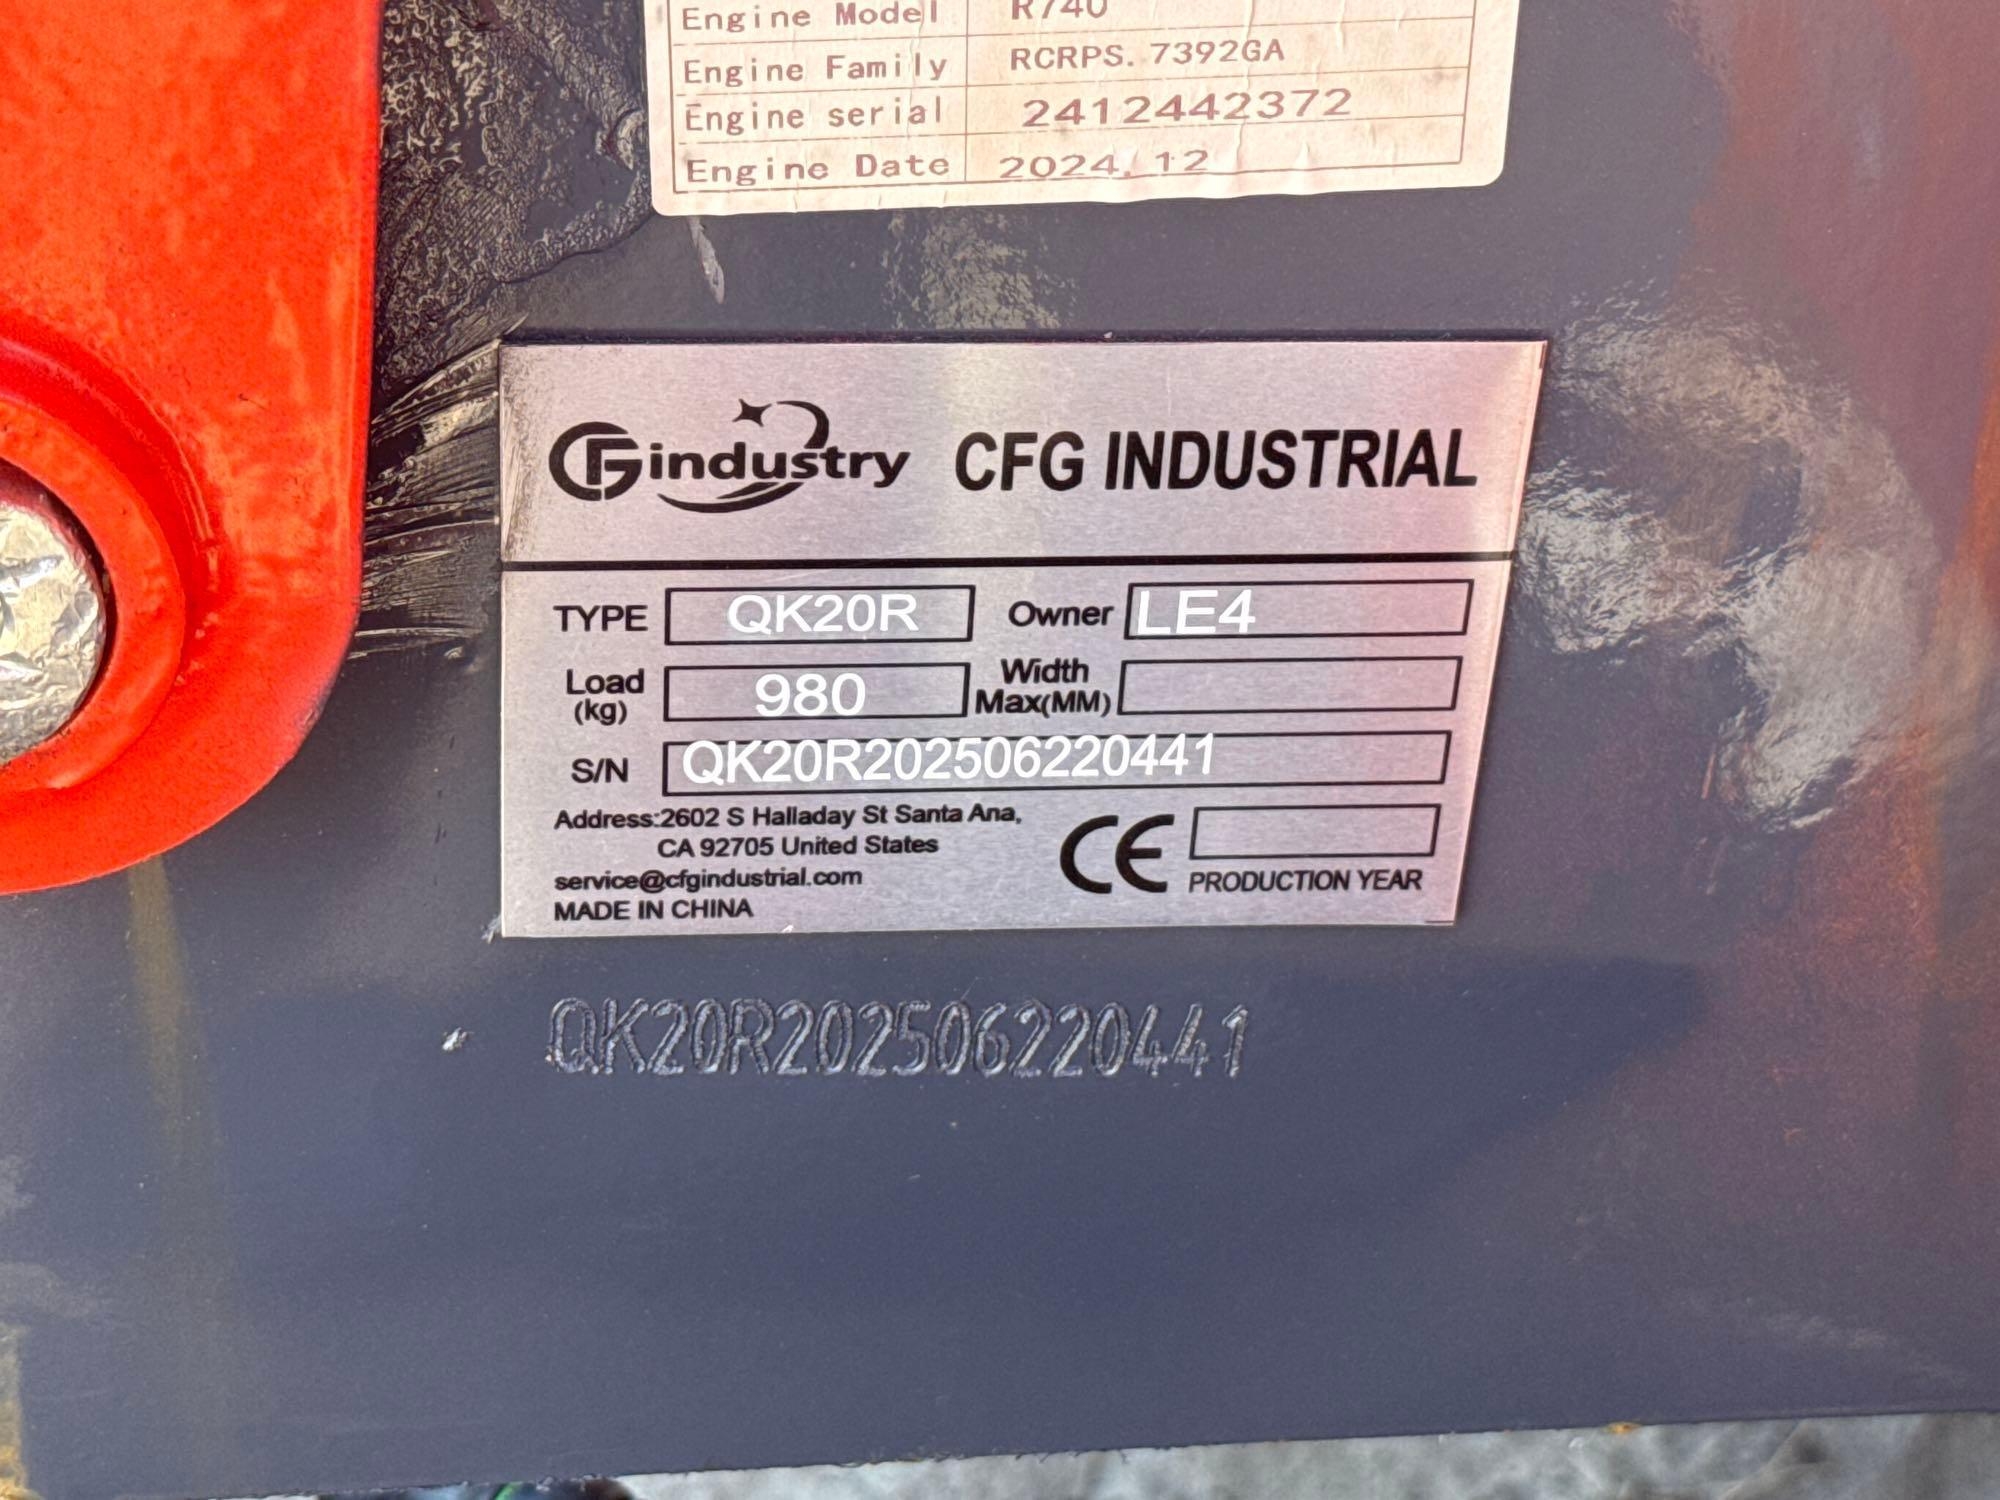 Engine Model R740
Engine Family RCRPS. 7392GA
Engine serial 2412442372
Engine Date 2024. 12
CFG industry CFG INDUSTRIAL
TYPE QK20R Owner LE4
Load (kg) 980 Width Max(MM)
S/N QK20R202506220441
Address:2602 S Halladay St Santa Ana,
CA 92705 United States
service@cfgindustrial.com
MADE IN CHINA
CE PRODUCTION YEAR
QK20R202506220441